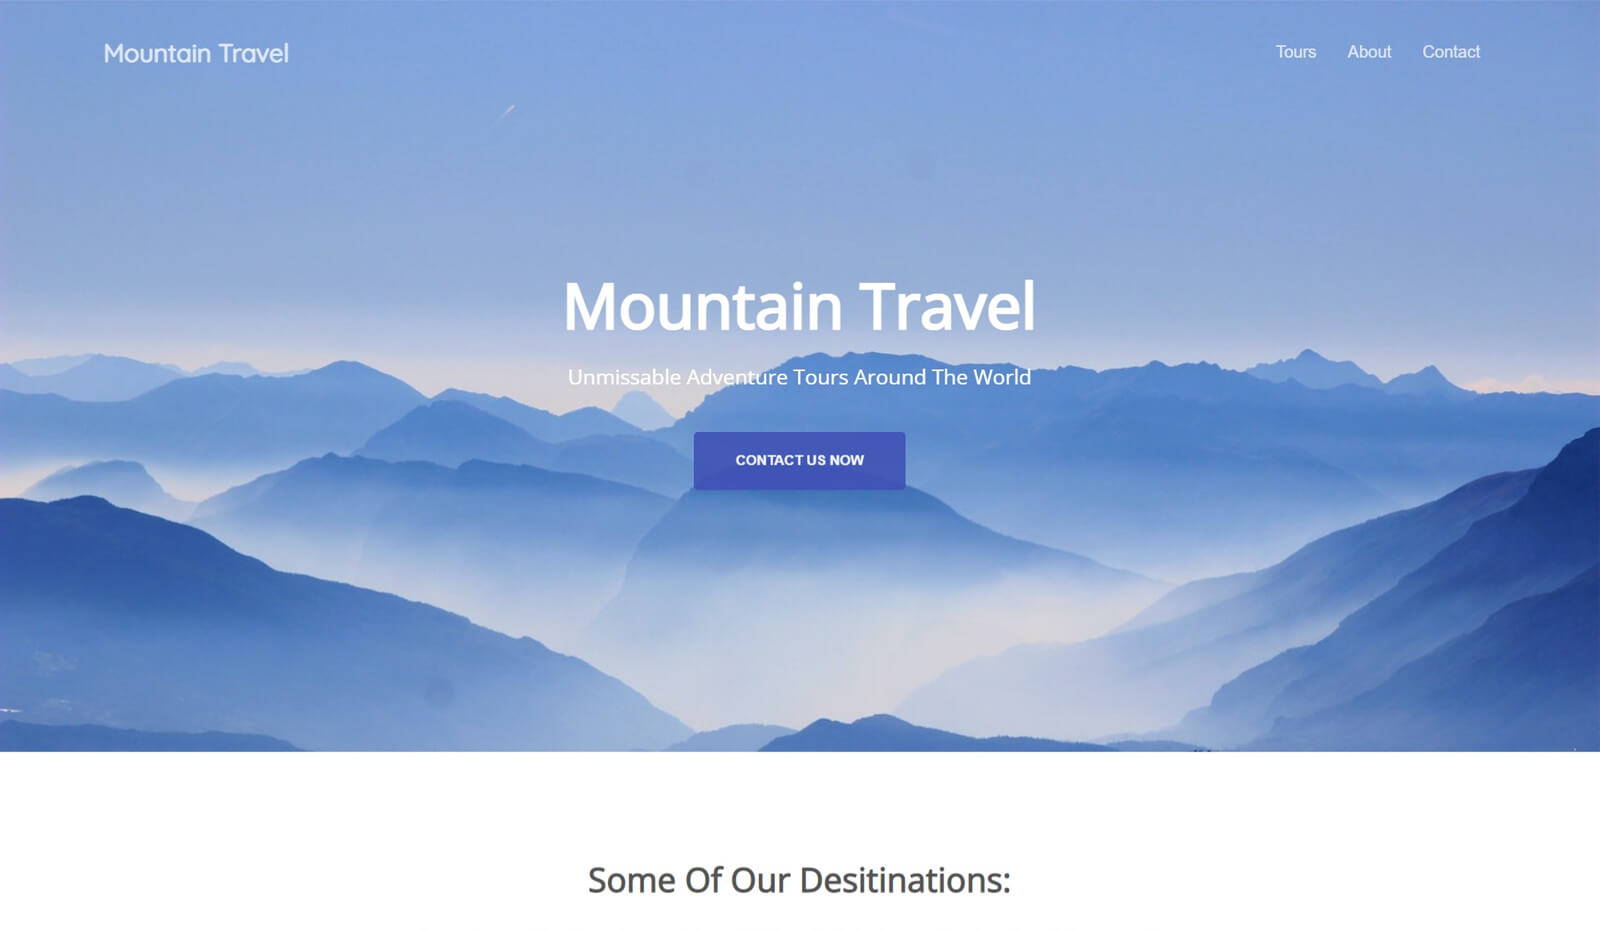 Mountain Travel
Tours About Contact
Mountain Travel
Unmissable Adventure Tours Around The World
CONTACT US NOW
Some Of Our Desitinations: